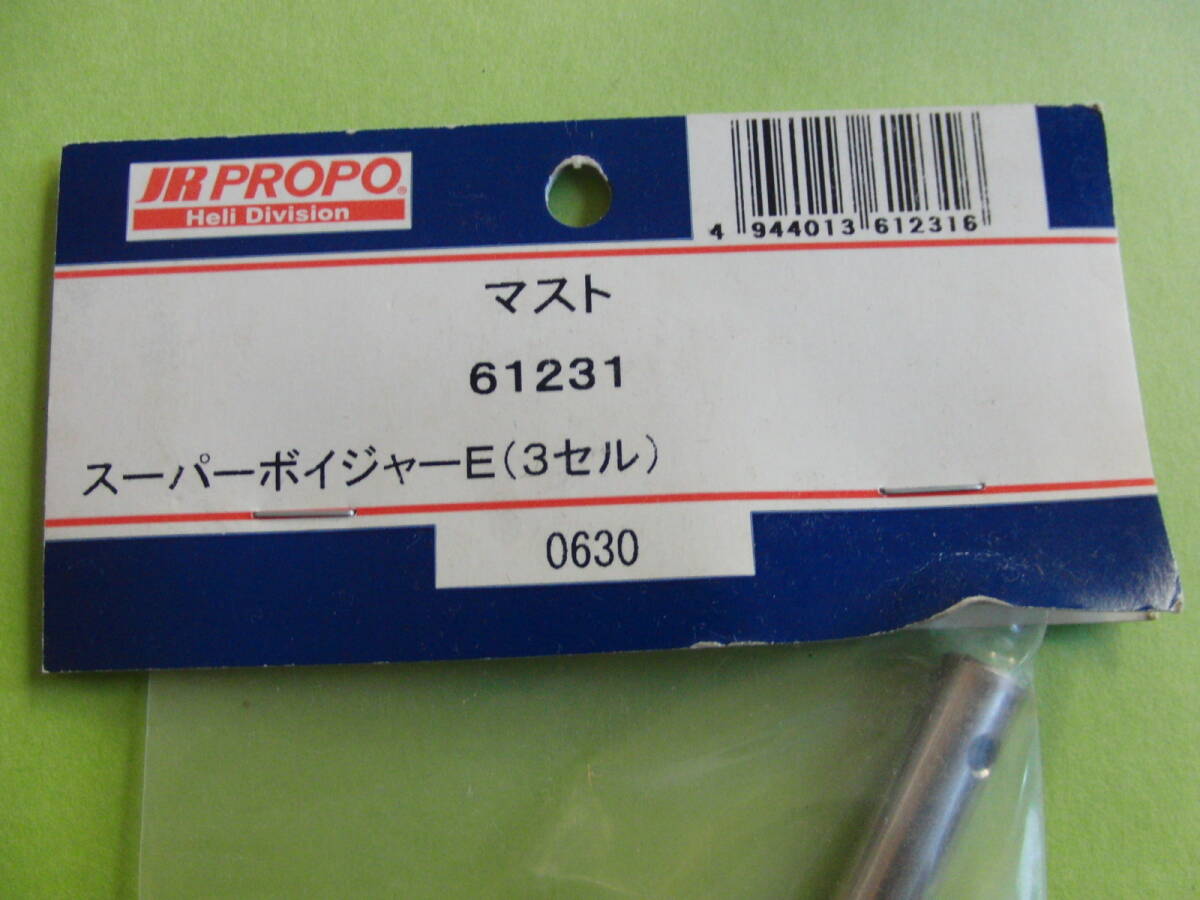 JR PROPO®
Heli Division
4 944013 612316
マスト
61231
スーパーボイジャーE(3セル)
0630